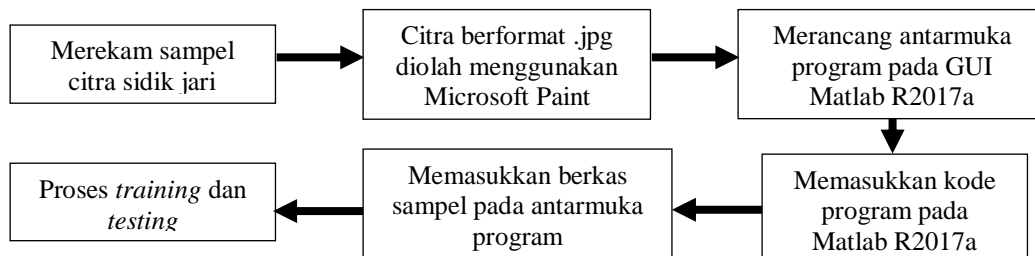 Merekam sampel
citra sidik jari
Citra berformat .jpg
diolah menggunakan
Microsoft Paint
Merancang antarmuka
program pada GUI
Matlab R2017a
Memasukkan kode
program pada
Matlab R2017a
Memasukkan berkas
sampel pada antarmuka
program
Proses training dan
testing